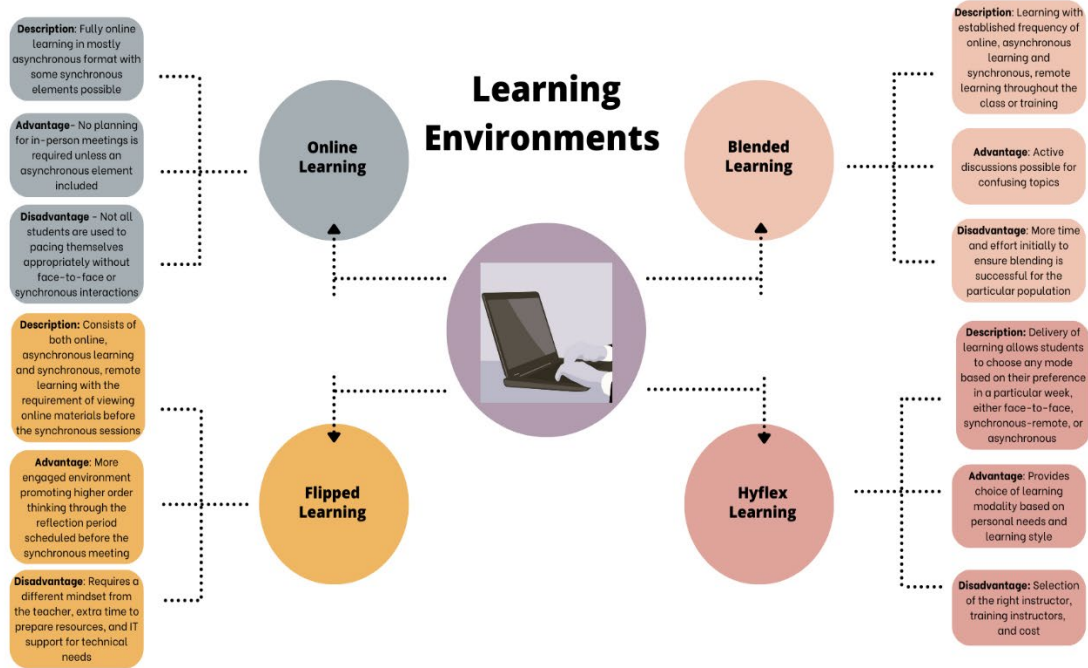 Learning
Environments
Description: Fully online
learning in mostly
asynchronous format with
some synchronous
elements possible
Advantage- No planning
for in-person meetings is
required unless an
asynchronous element
included
Disadvantage - Not all
students are used to
pacing themselves
appropriately without
face-to-face or
synchronous interactions
Online
Learning
Blended
Learning
Description: Learning with
established frequency of
online, asynchronous
learning and
synchronous, remote
learning throughout the
class or training
Advantage: Active
discussions possible for
confusing topics
Disadvantage: More time
and effort initially to
ensure blending is
successful for the
particular population
Description: Consists of
both online,
asynchronous learning
and synchronous, remote
learning with the
requirement of viewing
online materials before
the synchronous sessions
Advantage: More
engaged environment
promoting higher order
thinking through the
reflection period
scheduled before the
synchronous meeting
Disadvantage: Requires a
different mindset from
the teacher, extra time to
prepare resources, and IT
support for technical
needs
Flipped
Learning
Hyflex
Learning
Description: Delivery of
learning allows students
to choose any mode
based on their preference
in a particular week,
either face-to-face,
synchronous-remote, or
asynchronous
Advantage: Provides
choice of learning
modality based on
personal needs and
learning style
Disadvantage: Selection
of the right instructor,
training instructors,
and cost